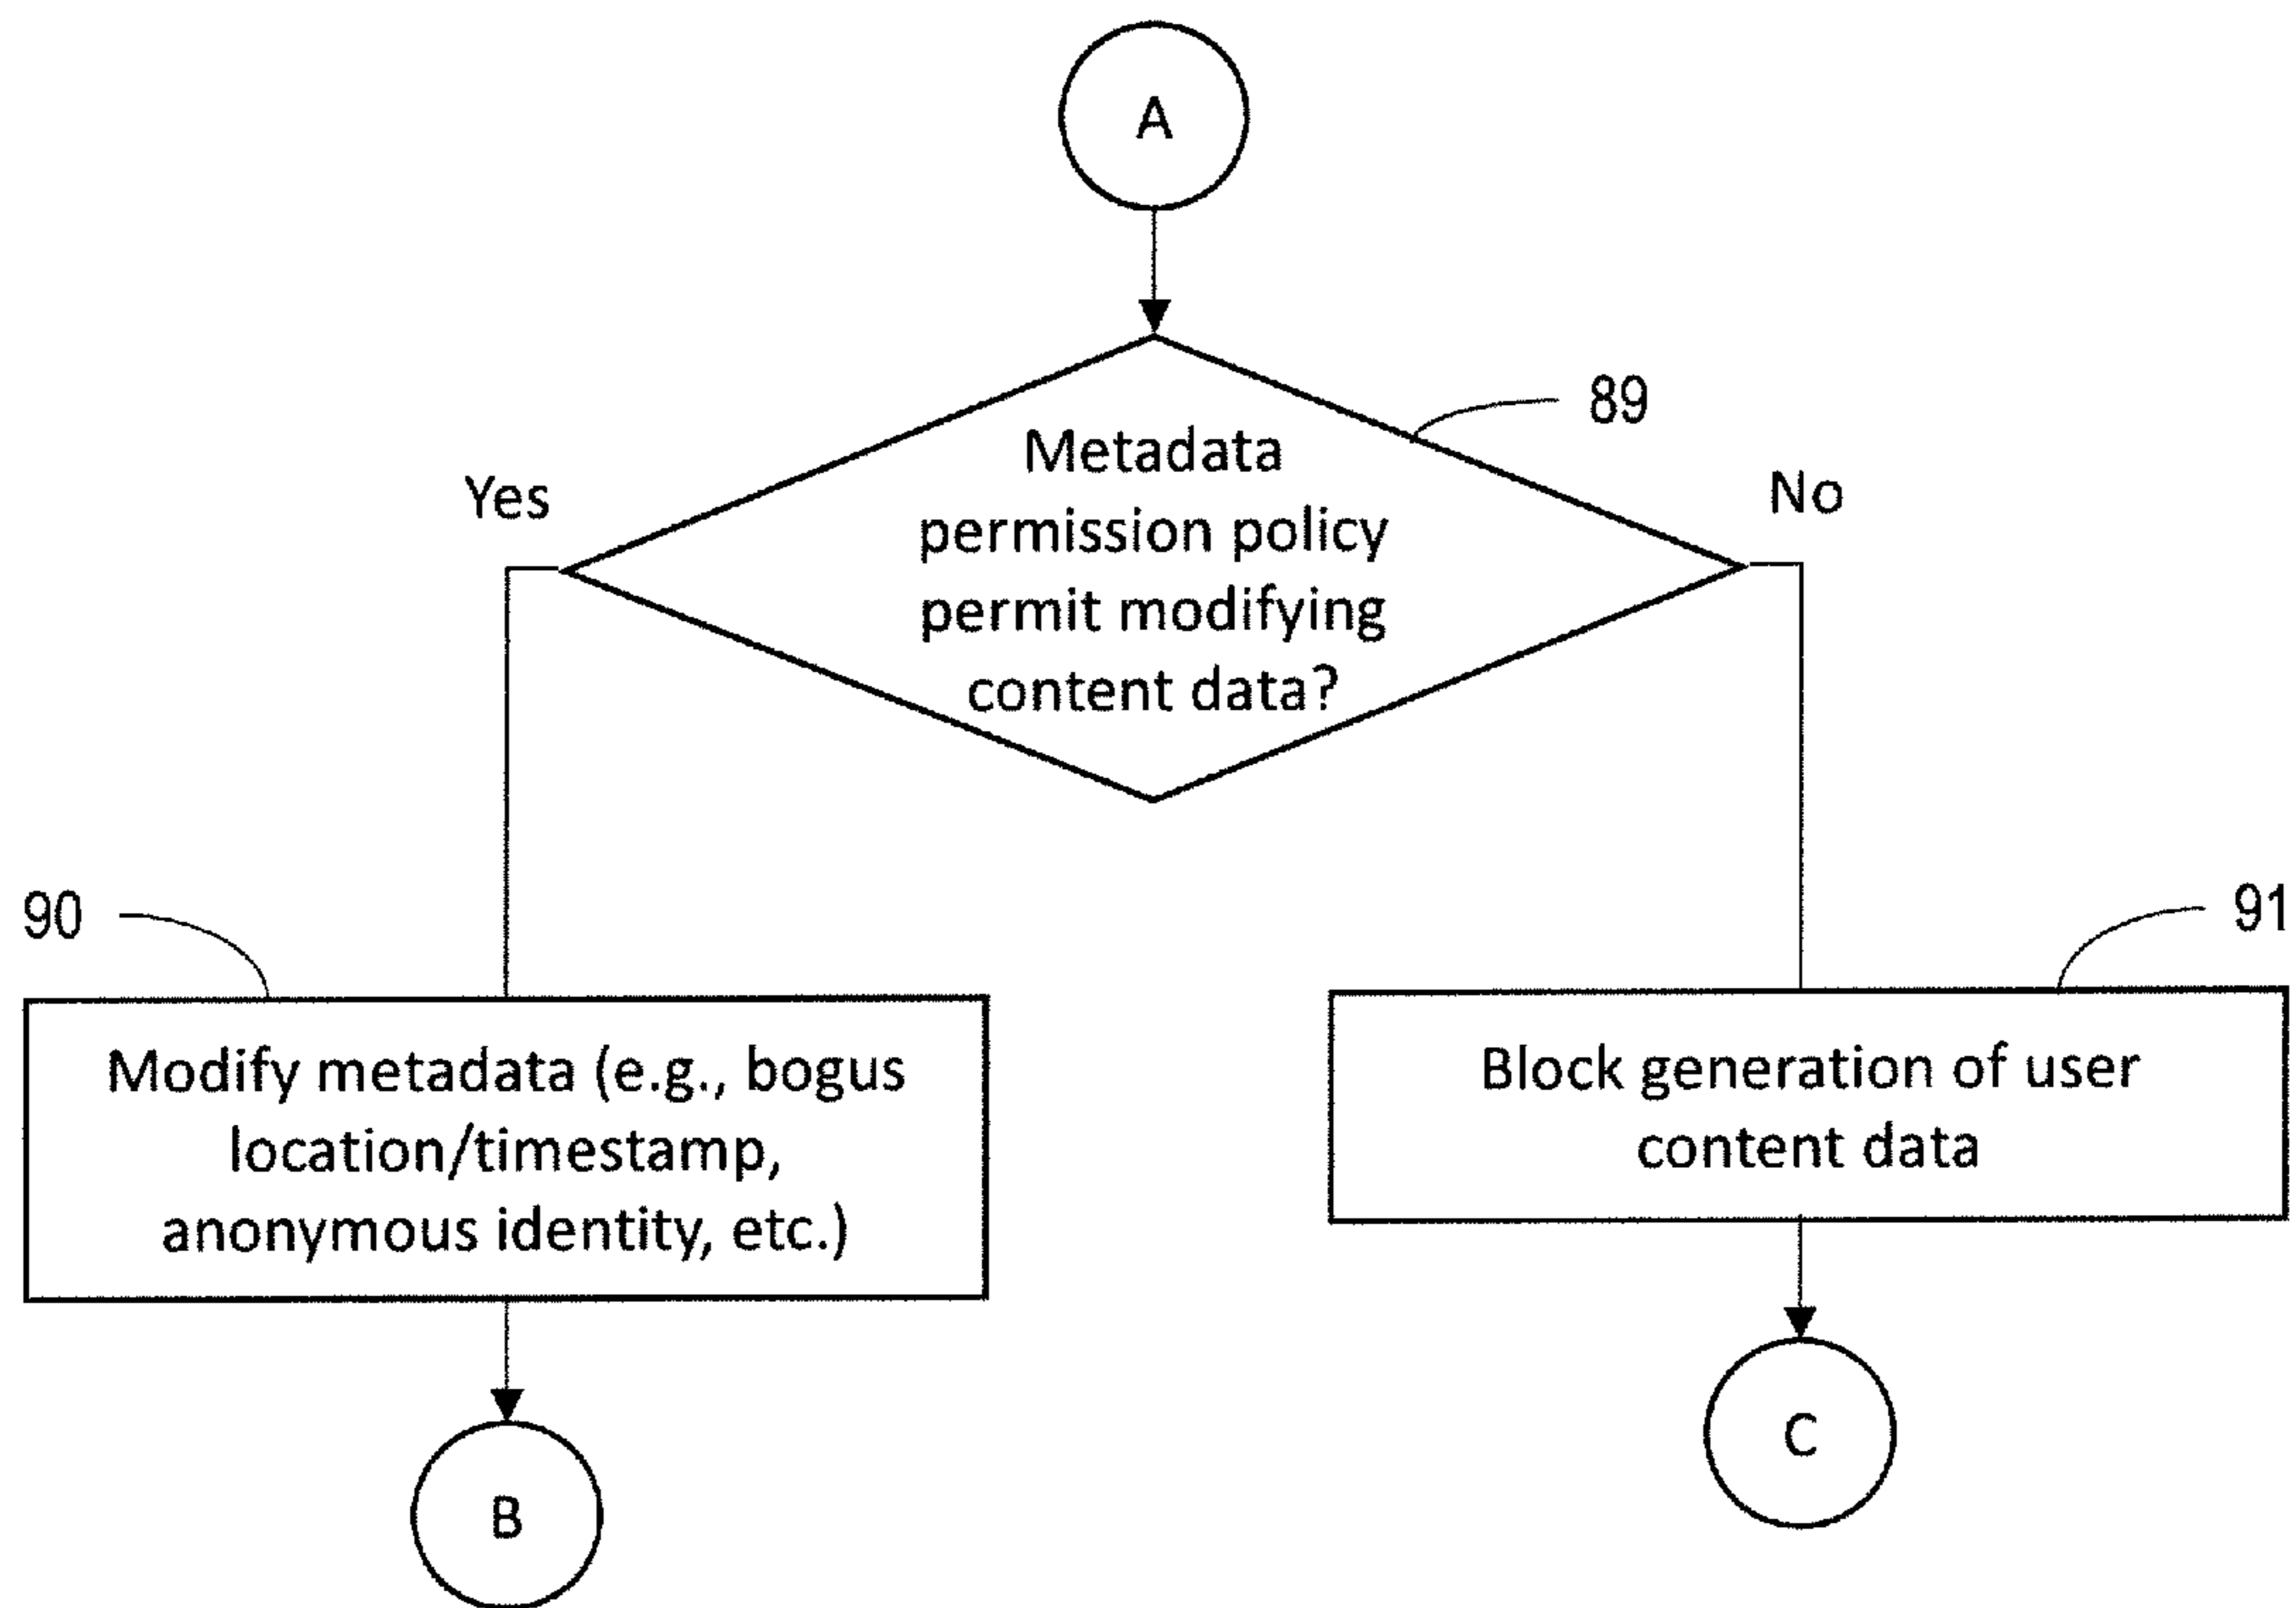 A
89
Metadata
permission policy
permit modifying
content data?
Yes
No
90
91
Modify metadata (e.g., bogus
location/timestamp,
anonymous identity, etc.)
Block generation of user
content data
B
C